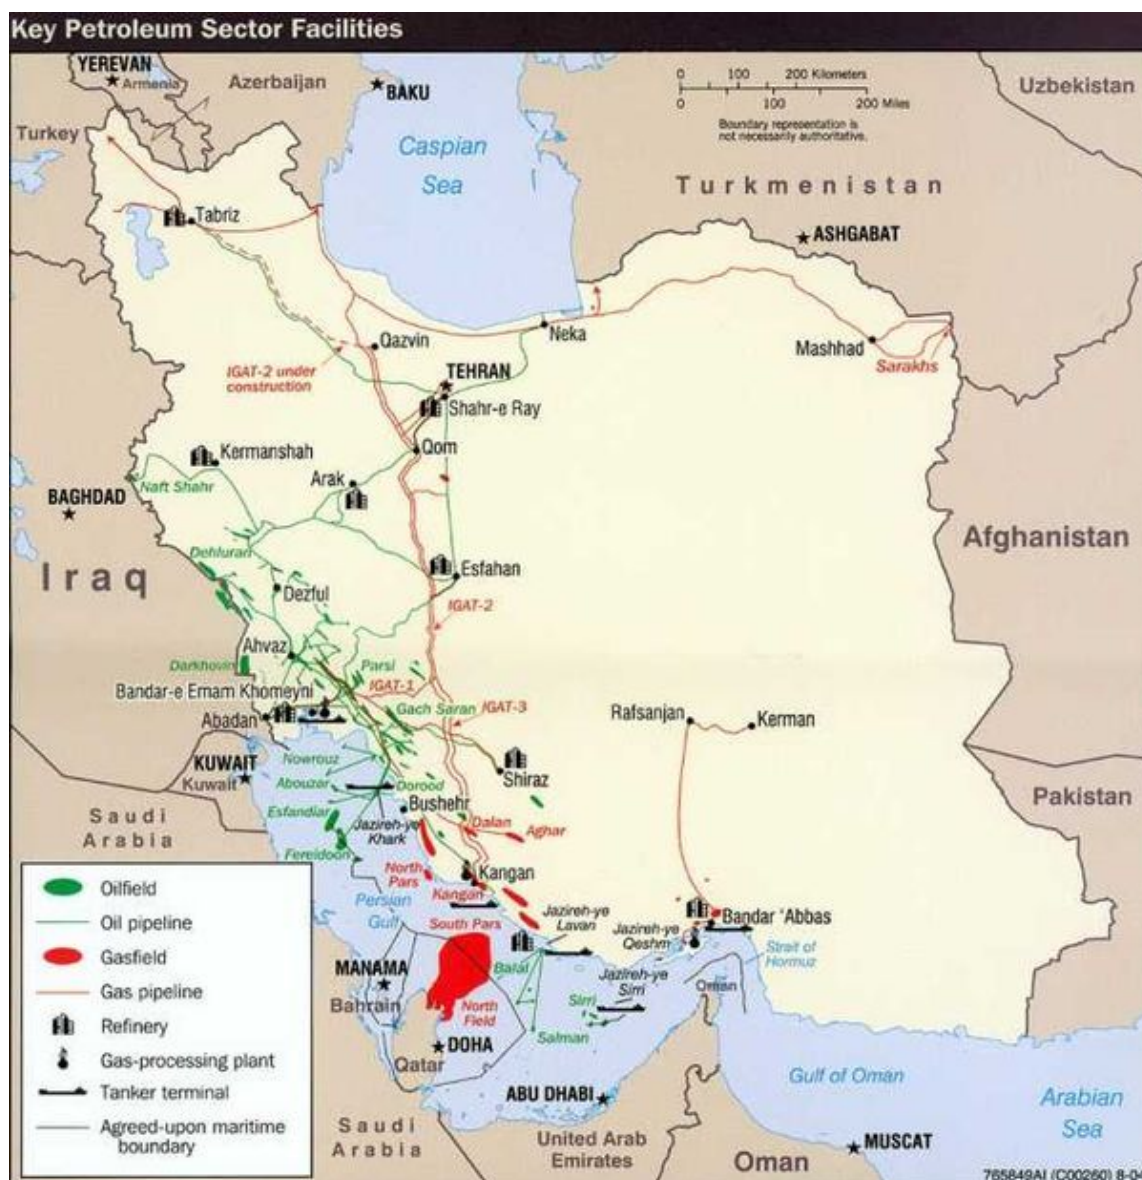 Key Petroleum Sector Facilities
YEREVAN
Armenia
Azerbaijan
BAKU
0 100 200 Kilometers
0 100 200 Miles
Boundary representation is
not necessarily authoritative.
Uzbekistan
Turkey
Caspian
Sea
Turkmenistan
ASHGABAT
Tabriz
Neka
Qazvin
Mashhad
Sarakhs
IGAT-2 under
construction
TEHRAN
Shahr-e Ray
Qom
Kermanshah
Arak
Naft Shahr
BAGHDAD
Iraq
Afghanistan
Dehluran
Esfahan
Dezful
IGAT-2
Ahvaz
Darkhovin
Parsi
Bandar-e Emam Khomeyni
IGAT-1
Gach Saran
IGAT-3
Abadan
Rafsanjan
Kerman
KUWAIT
Kuwait
Nowrouz
Shiraz
Abouzar
Dorood
Pakistan
Saudi
Arabia
Esfandiar
Bushehr
Jazireh-ye
Khark
Dalan
Aghar
Fereidoon
North
Pars
Kangan
Kangan
Persian
Gulf
South Pars
Jazireh-ye
Lavan
Jazireh-ye
Qeshm
Bandar 'Abbas
Strait of
Hormuz
MANAMA
Bahrain
Balal
Jazireh-ye
Sirri
Oman
North
Field
Sirri
Salman
DOHA
Qatar
ABU DHABI
Gulf of Oman
Arabian
Sea
Saudi
Arabia
United Arab
Emirates
MUSCAT
Oman
Oilfield
Oil pipeline
Gasfield
Gas pipeline
Refinery
Gas-processing plant
Tanker terminal
Agreed-upon maritime
boundary
765849AI (C00260) 8-04